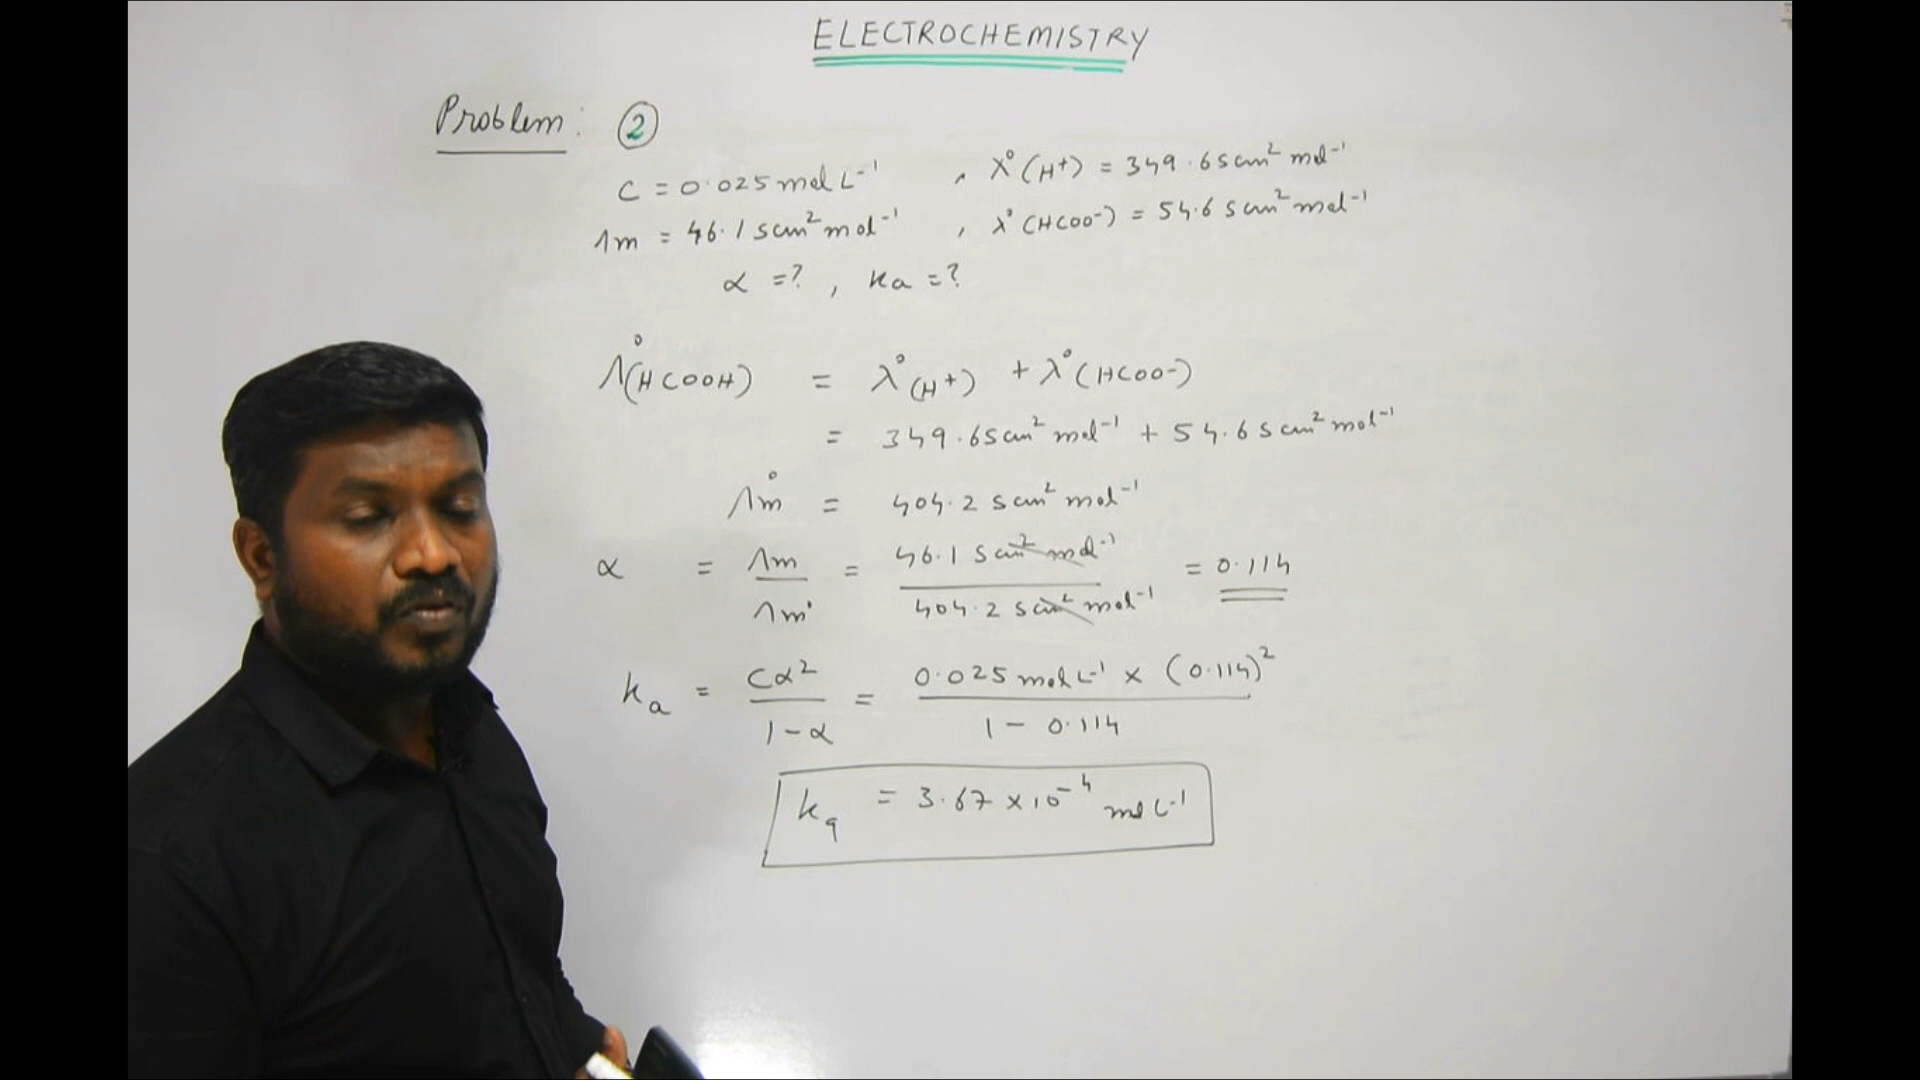 ELECTROCHEMISTRY
Problem: 2
C = 0.025 mol L⁻¹ , λ°(H⁺) = 349.6 S cm² mol⁻¹
Λm = 46.1 S cm² mol⁻¹ , λ°(HCOO⁻) = 54.6 S cm² mol⁻¹
α = ? , Ka = ?
Λ°(HCOOH) = λ°(H⁺) + λ°(HCOO⁻)
= 349.6 S cm² mol⁻¹ + 54.6 S cm² mol⁻¹
Λm° = 404.2 S cm² mol⁻¹
α = Λm / Λm° = 46.1 S cm² mol⁻¹ / 404.2 S cm² mol⁻¹ = 0.114
Ka = Cα² / 1 - α = 0.025 mol L⁻¹ × (0.114)² / 1 - 0.114
Ka = 3.67 × 10⁻⁴ mol L⁻¹